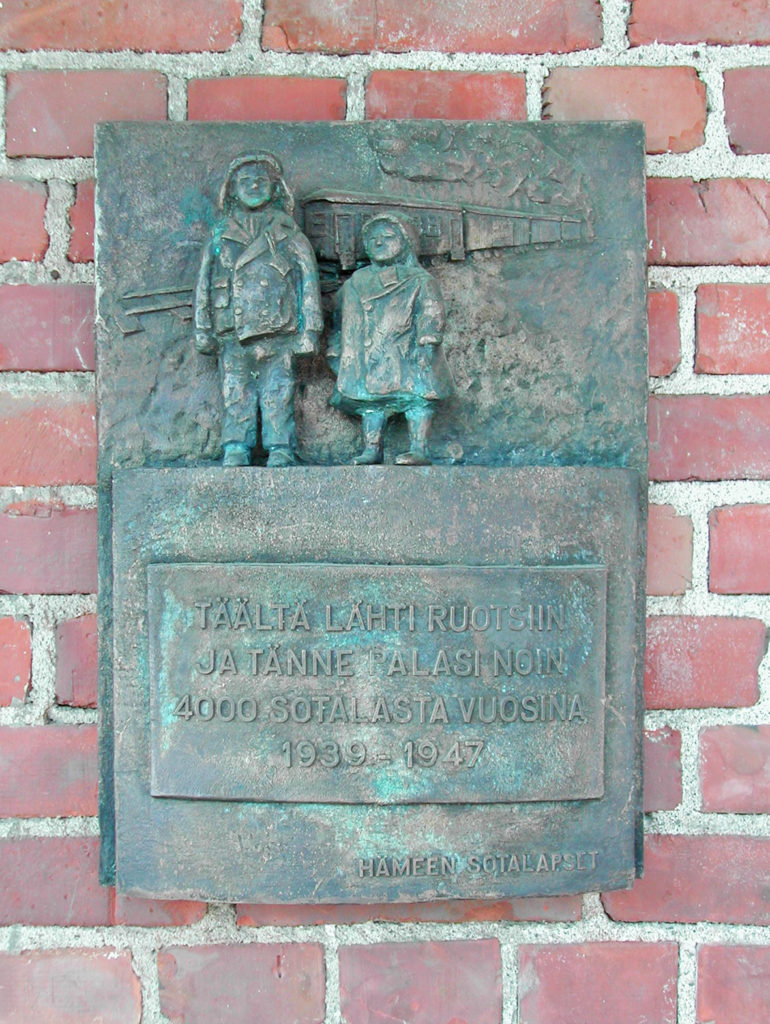 TÄÄLTÄ LÄHTI RUOTSIIN
JA TÄNNE PALASI NOIN
4000 SOTALASTA VUOSINA
1939 - 1947
HÄMEEN SOTALAPSET